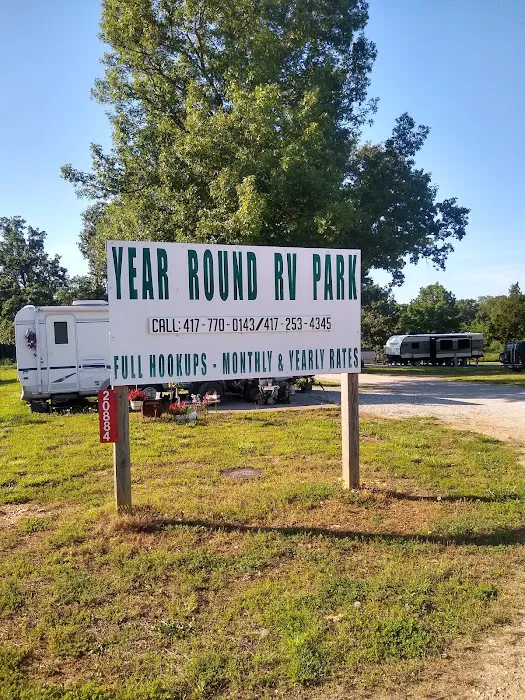 YEAR ROUND RV PARK
CALL: 417-770-0143/417-253-4345
FULL HOOKUPS - MONTHLY & YEARLY RATES
20884